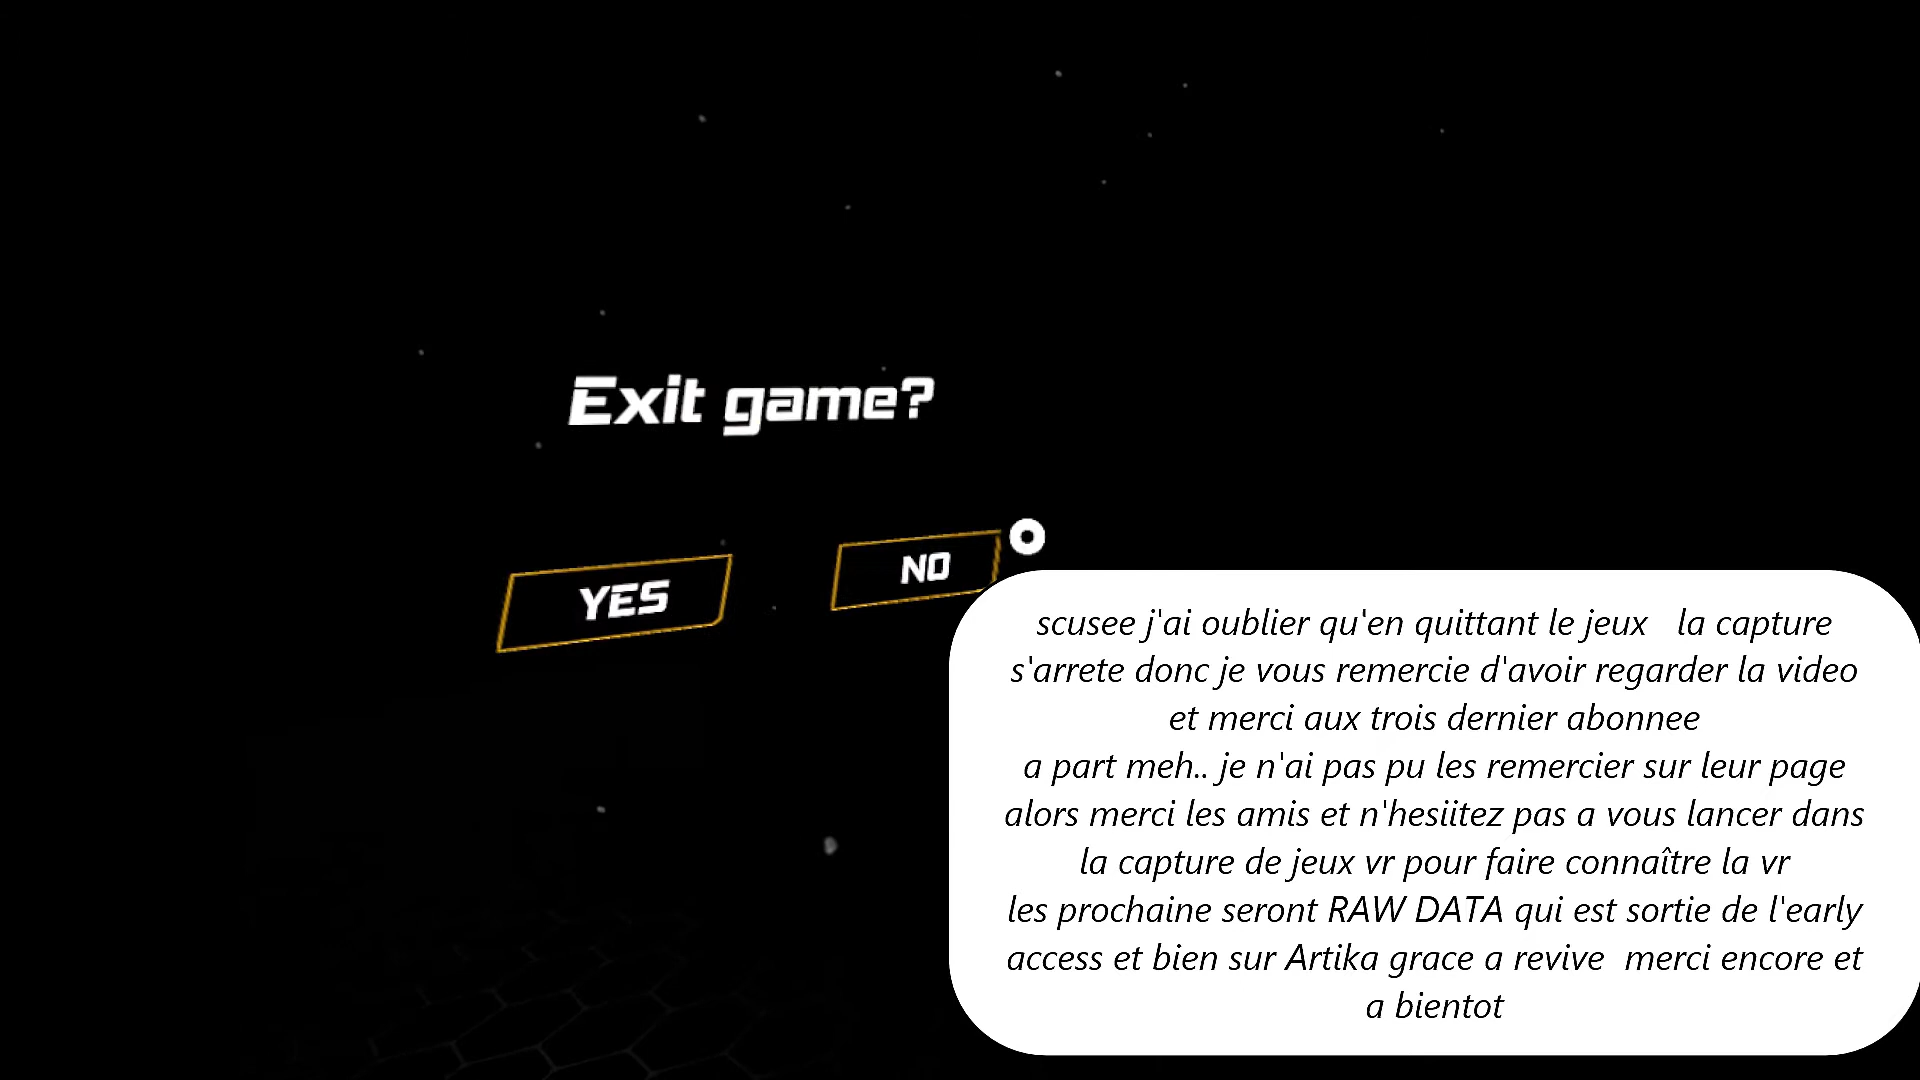 Exit game?
YES
NO
scusee j'ai oublier qu'en quittant le jeux   la capture
s'arrete donc je vous remercie d'avoir regarder la video
et merci aux trois dernier abonnee
a part meh.. je n'ai pas pu les remercier sur leur page
alors merci les amis et n'hesiitez pas a vous lancer dans
la capture de jeux vr pour faire connaître la vr
les prochaine seront RAW DATA qui est sortie de l'early
access et bien sur Artika grace a revive  merci encore et
a bientot